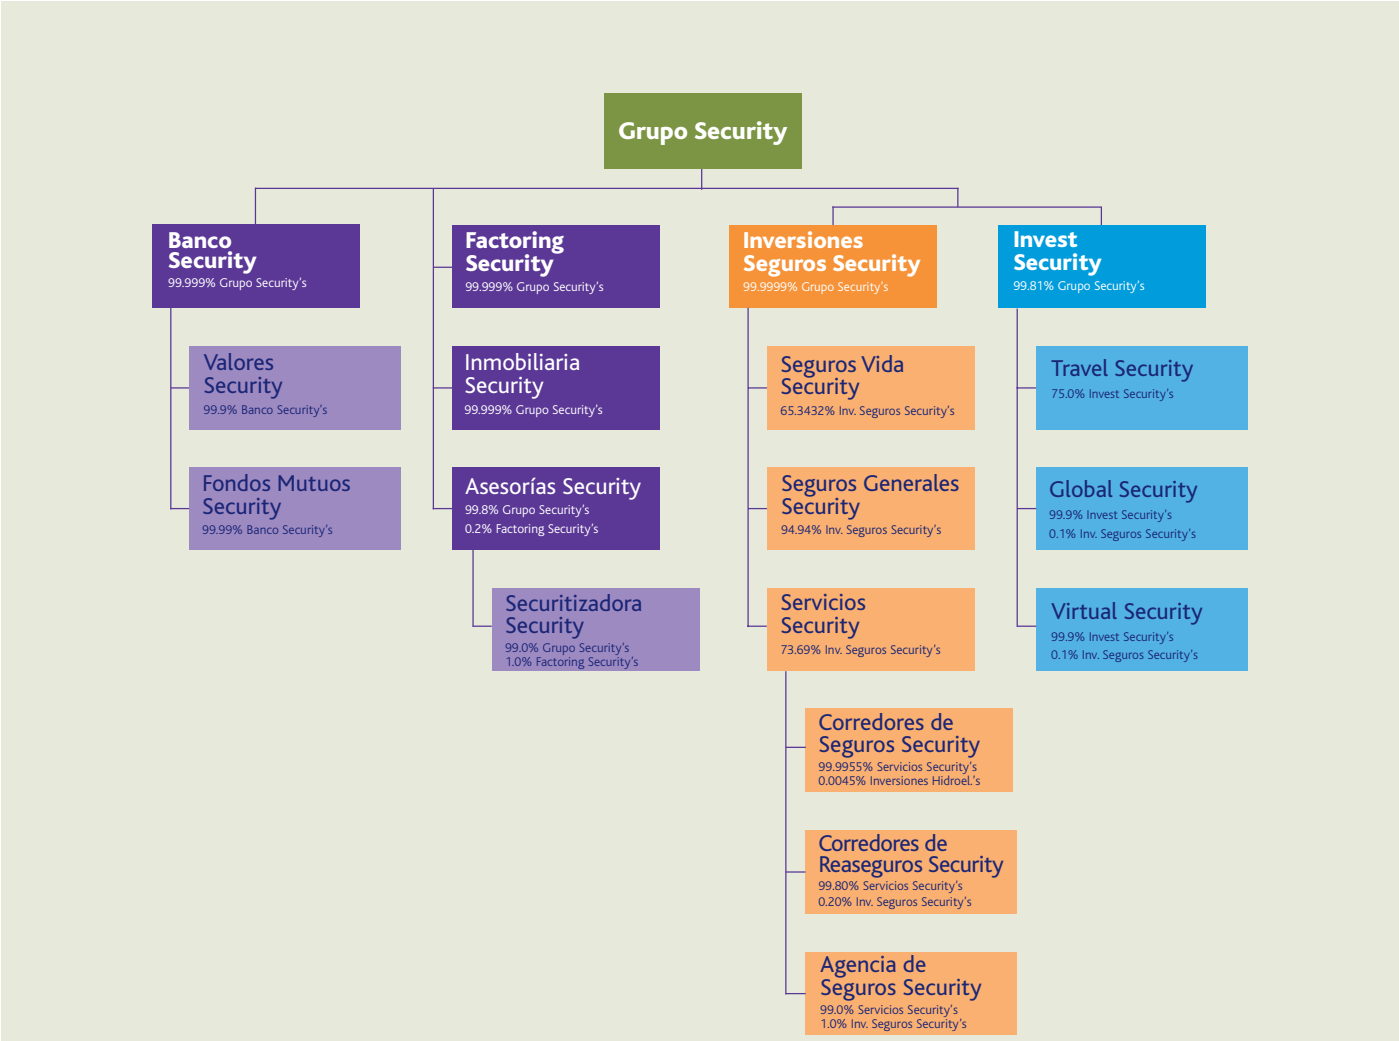 Grupo Security
Banco
Security
99.999% Grupo Security’s
Valores
Security
99.9% Banco Security’s
Fondos Mutuos
Security
99.99% Banco Security’s
Factoring
Security
99.999% Grupo Security’s
Inmobiliaria
Security
99.999% Grupo Security’s
Asesorías Security
99.8% Grupo Security’s
0.2% Factoring Security’s
Securitizadora
Security
99.0% Grupo Security’s
1.0% Factoring Security’s
Inversiones
Seguros Security
99.9999% Grupo Security’s
Seguros Vida
Security
65.3432% Inv. Seguros Security’s
Seguros Generales
Security
94.94% Inv. Seguros Security’s
Servicios
Security
73.69% Inv. Seguros Security’s
Corredores de
Seguros Security
99.9955% Servicios Security’s
0.0045% Inversiones Hidroel.’s
Corredores de
Reaseguros Security
99.80% Servicios Security’s
0.20% Inv. Seguros Security’s
Agencia de
Seguros Security
99.0% Servicios Security’s
1.0% Inv. Seguros Security’s
Invest
Security
99.81% Grupo Security’s
Travel Security
75.0% Invest Security’s
Global Security
99.9% Invest Security’s
0.1% Inv. Seguros Security’s
Virtual Security
99.9% Invest Security’s
0.1% Inv. Seguros Security’s